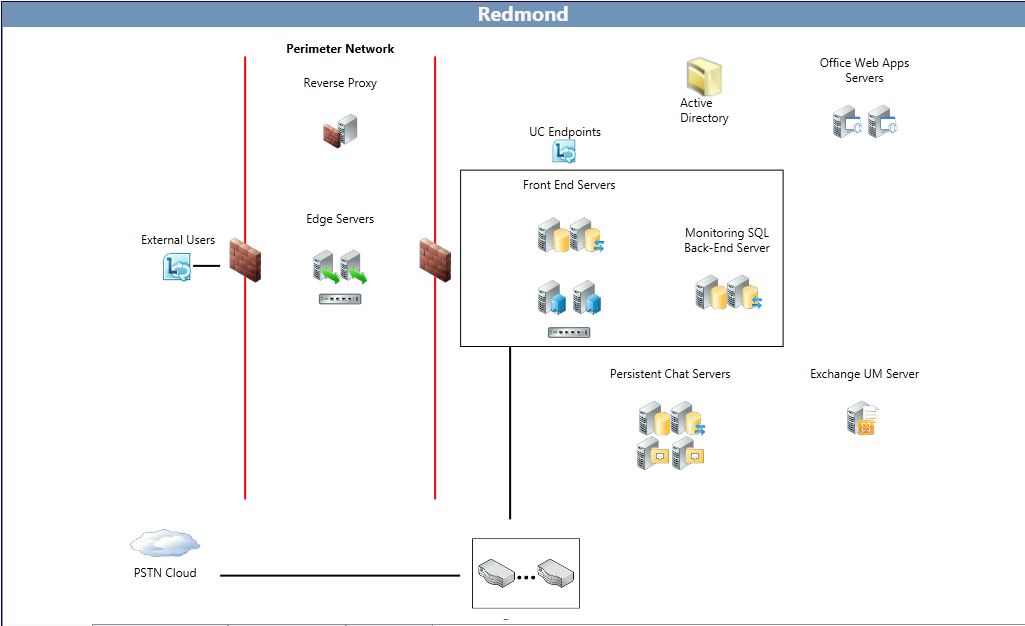 Redmond
Perimeter Network
Reverse Proxy
Active
Directory
Office Web Apps
Servers
UC Endpoints
Front End Servers
Edge Servers
External Users
Monitoring SQL
Back-End Server
Persistent Chat Servers
Exchange UM Server
PSTN Cloud